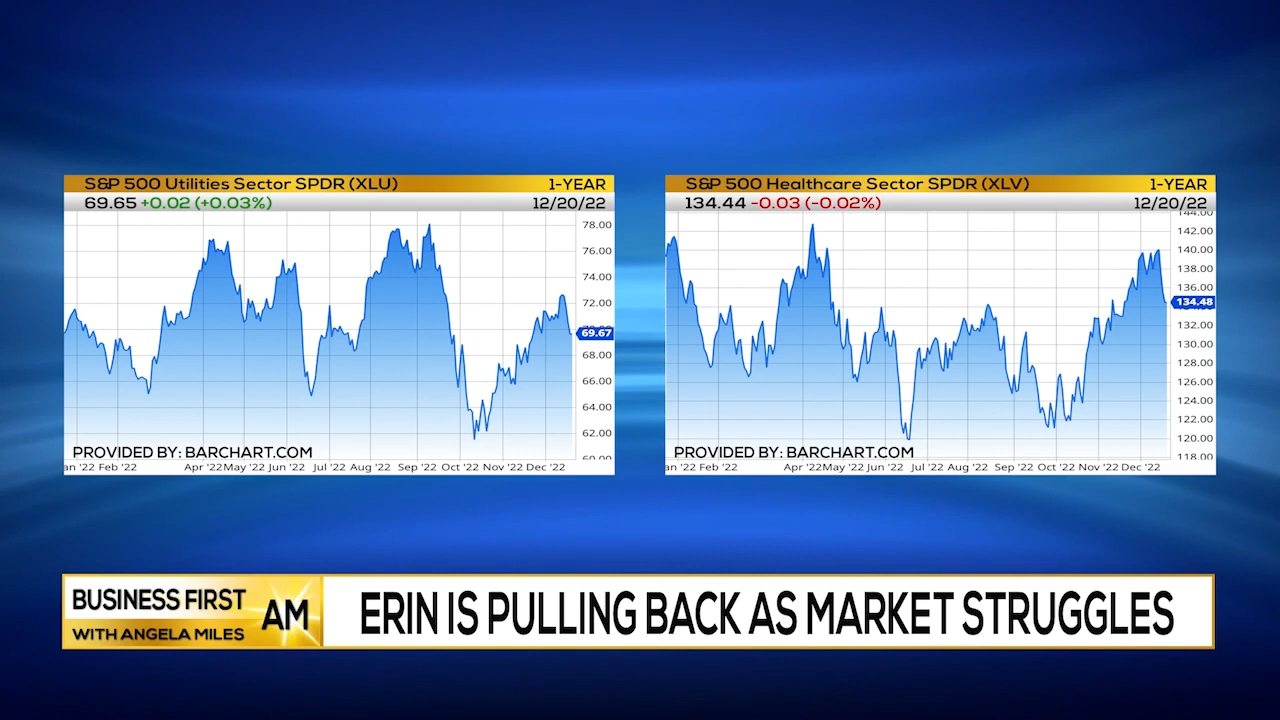 S&P 500 Utilities Sector SPDR (XLU) 1-YEAR
69.65 +0.02 (+0.03%) 12/20/22
78.00
76.00
74.00
72.00
69.67
68.00
66.00
64.00
62.00
60.00
PROVIDED BY: BARCHART.COM
an '22 Feb '22 Apr '22 May '22 Jun '22 Jul '22 Aug '22 Sep '22 Oct '22 Nov '22 Dec '22
S&P 500 Healthcare Sector SPDR (XLV) 1-YEAR
134.44 -0.03 (-0.02%) 12/20/22
144.00
142.00
140.00
138.00
136.00
134.48
132.00
130.00
128.00
126.00
124.00
122.00
120.00
118.00
PROVIDED BY: BARCHART.COM
an '22 Feb '22 Apr '22 May '22 Jun '22 Jul '22 Aug '22 Sep '22 Oct '22 Nov '22 Dec '22
BUSINESS FIRST
AM
WITH ANGELA MILES
ERIN IS PULLING BACK AS MARKET STRUGGLES